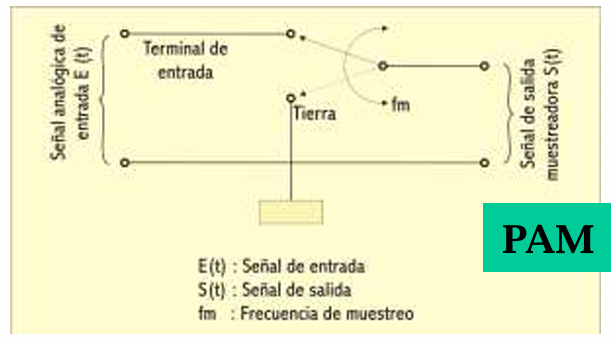 Señal analógica de
entrada E (t)
Terminal de
entrada
Tierra
fm
Señal de salida
muestreadora S(t)
PAM
E(t) : Señal de entrada
S(t) : Señal de salida
fm : Frecuencia de muestreo